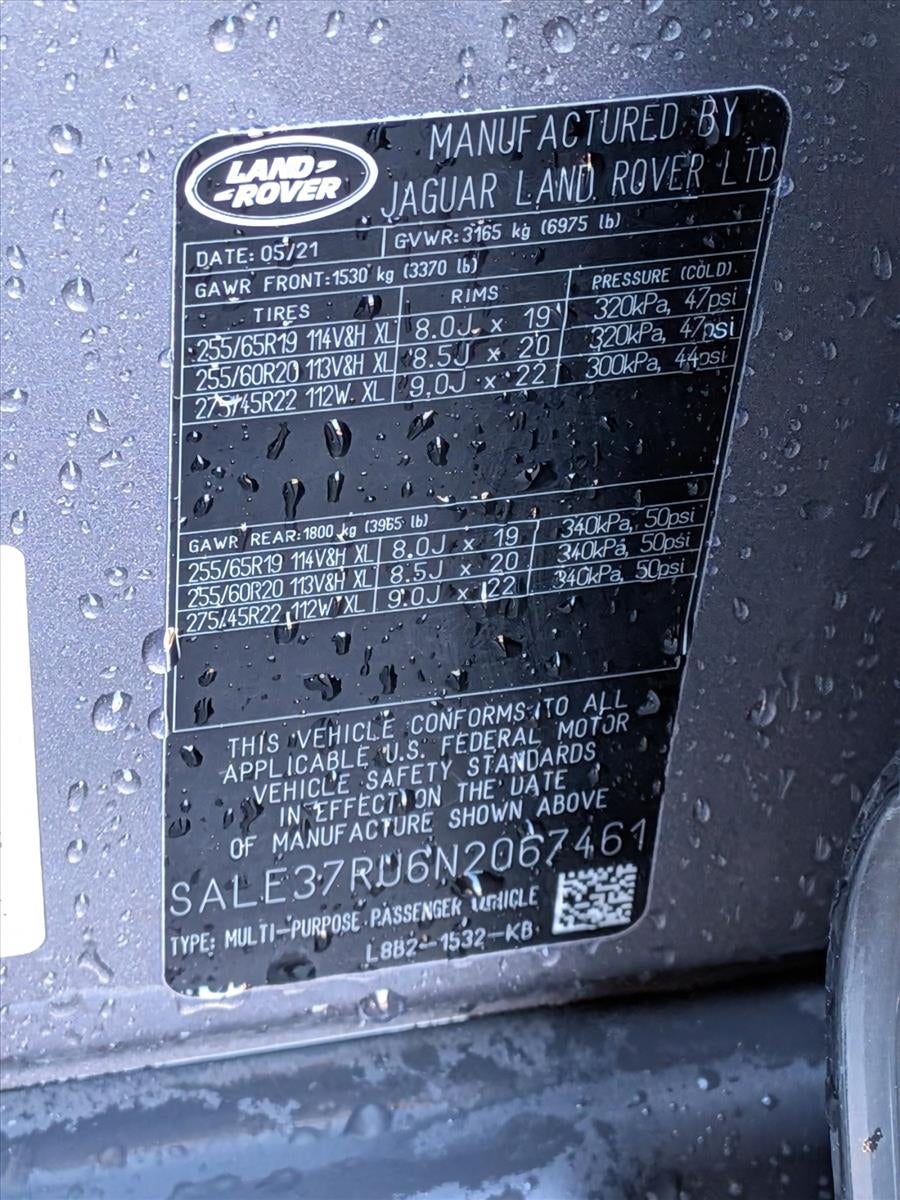 LAND-
-ROVER
MANUFACTURED BY
JAGUAR LAND ROVER LTD
DATE: 05/21 GVWR: 3165 kg (6975 lb)
GAWR FRONT: 1530 kg (3370 lb)
TIRES RIMS PRESSURE (COLD)
255/65R19 114V&H XL 8.0J x 19 320kPa, 47psi
255/60R20 113V&H XL 8.5J x 20 320kPa, 47psi
275/45R22 112W XL 9.0J x 22 300kPa, 44psi
GAWR REAR: 1800 kg (3965 lb)
255/65R19 114V&H XL 8.0J x 19 340kPa, 50psi
255/60R20 113V&H XL 8.5J x 20 340kPa, 50psi
275/45R22 112W XL 9.0J x 22 340kPa, 50psi
THIS VEHICLE CONFORMS TO ALL
APPLICABLE U.S. FEDERAL MOTOR
VEHICLE SAFETY STANDARDS
IN EFFECT ON THE DATE
OF MANUFACTURE SHOWN ABOVE
SALE37RU6N2067461
TYPE: MULTI-PURPOSE PASSENGER VEHICLE
L8B2-1532-KB